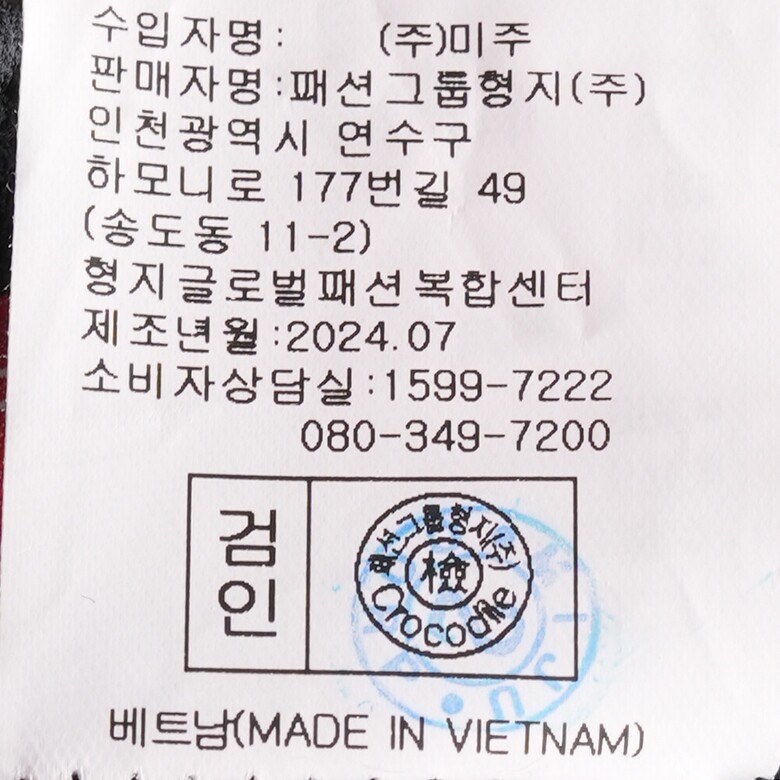 수입자명: (주)미주
판매자명:패션그룹형지(주)
인천광역시 연수구
하모니로 177번길 49
(송도동 11-2)
형지글로벌패션복합센터
제조년월:2024.07
소비자상담실:1599-7222
080-349-7200
검인
패션그룹형지(주)
檢
Crocodile
베트남(MADE IN VIETNAM)